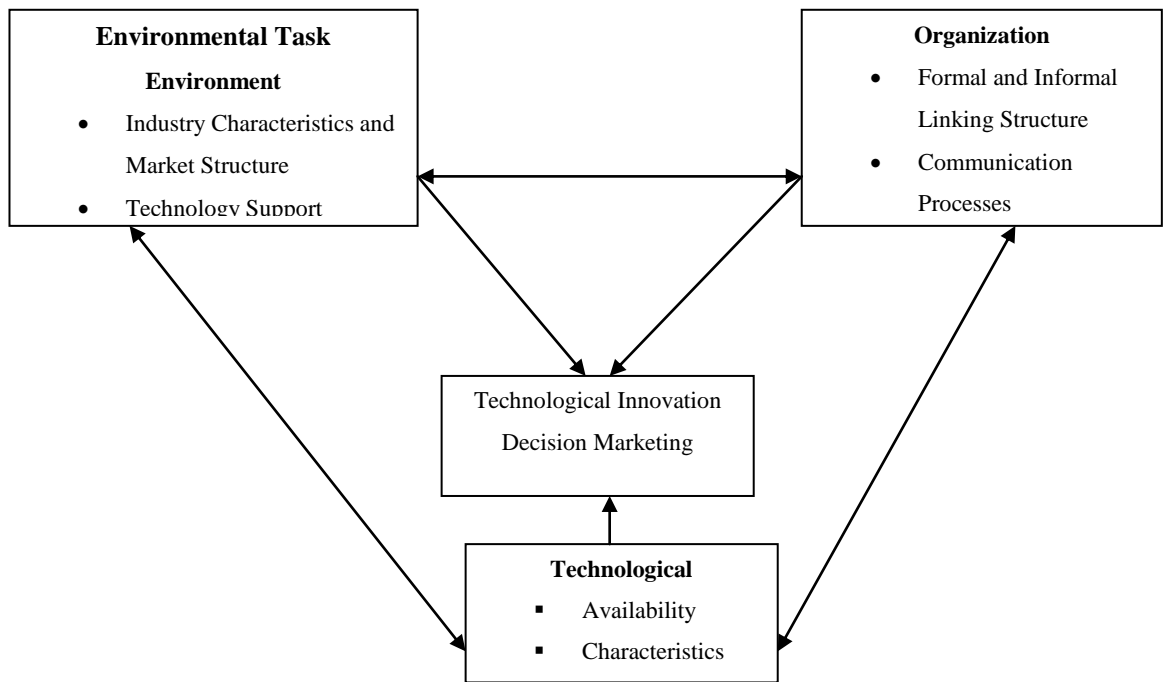 Environmental Task
Environment
• Industry Characteristics and
Market Structure
• Technology Support
Organization
• Formal and Informal
Linking Structure
• Communication
Processes
Technological Innovation
Decision Marketing
Technological
▪ Availability
▪ Characteristics